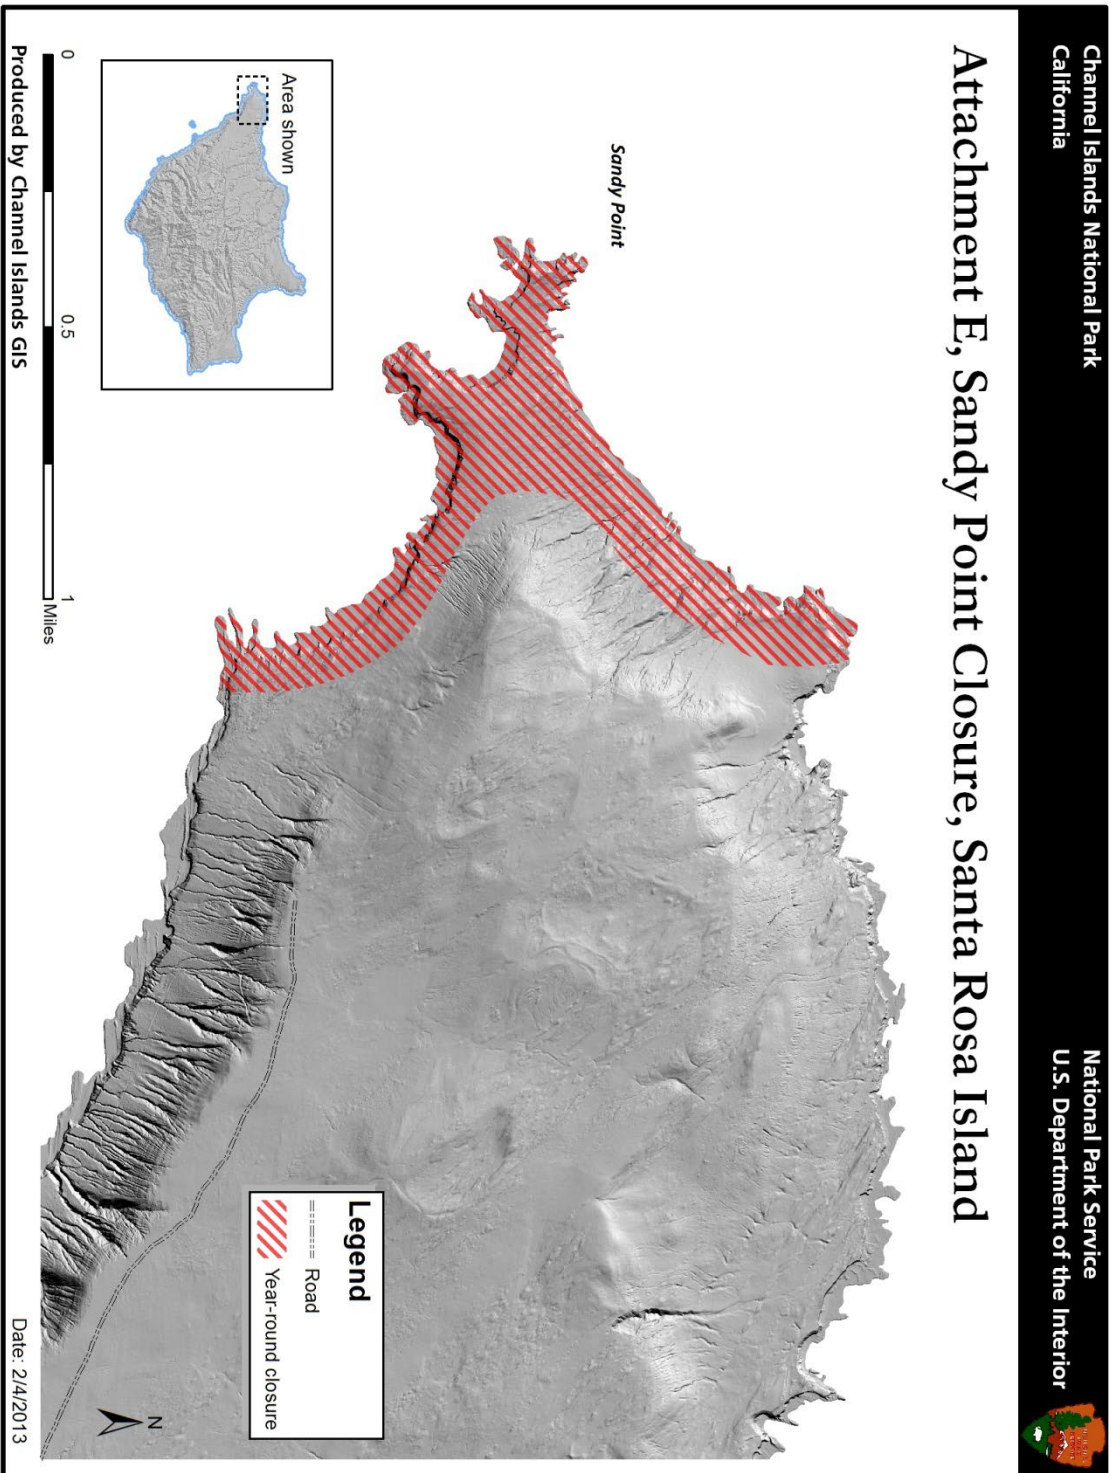 Channel Islands National Park
California
National Park Service
U.S. Department of the Interior
Attachment E, Sandy Point Closure, Santa Rosa Island
Sandy Point
Area shown
Legend
Road
Year-round closure
N
0
0.5
1
Miles
Produced by Channel Islands GIS
Date: 2/4/2013